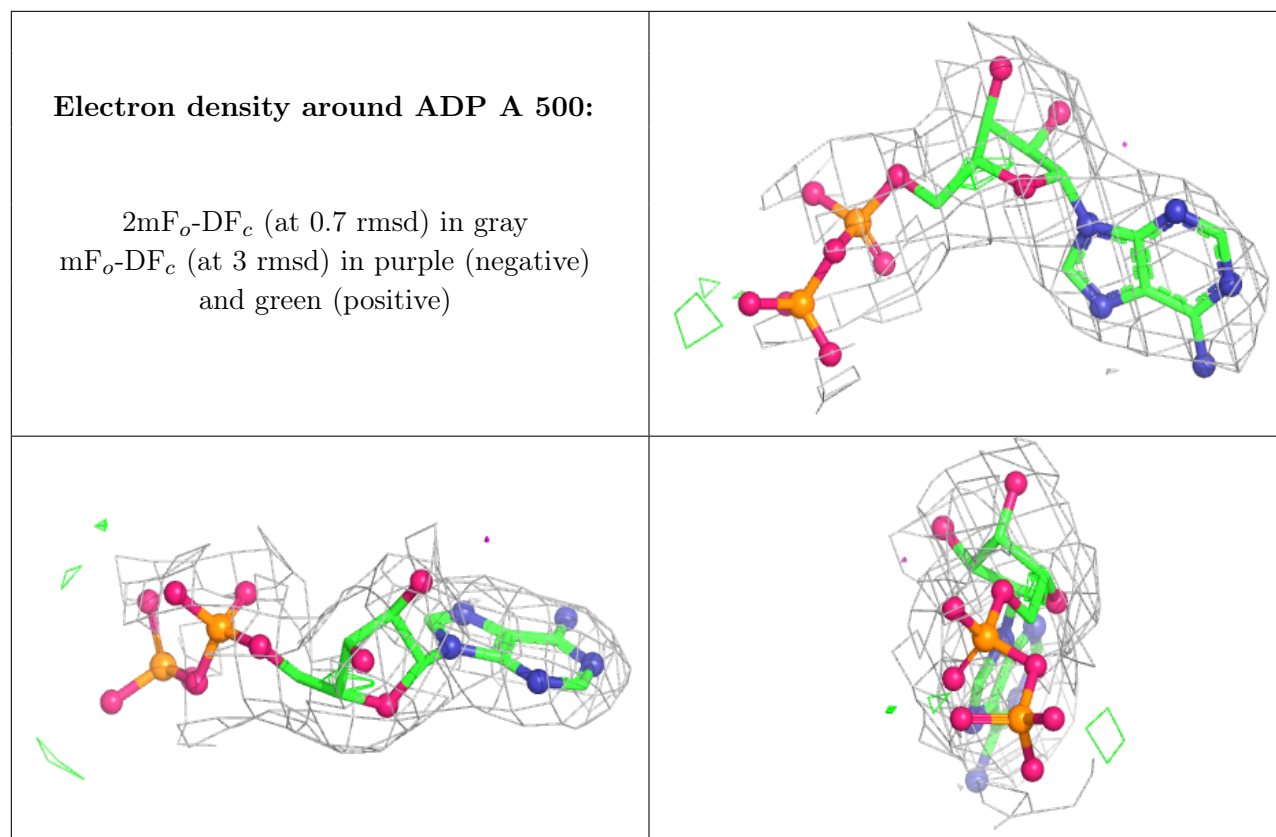 Electron density around ADP A 500:
2mFo-DFc (at 0.7 rmsd) in gray
mFo-DFc (at 3 rmsd) in purple (negative)
and green (positive)